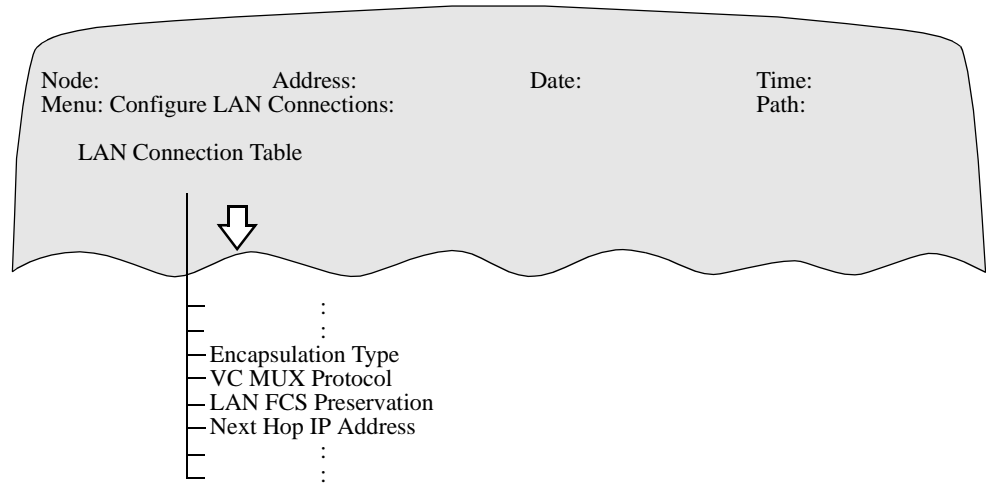 Node: Address: Date: Time:
Menu: Configure LAN Connections: Path:
LAN Connection Table
:
:
Encapsulation Type
VC MUX Protocol
LAN FCS Preservation
Next Hop IP Address
:
: